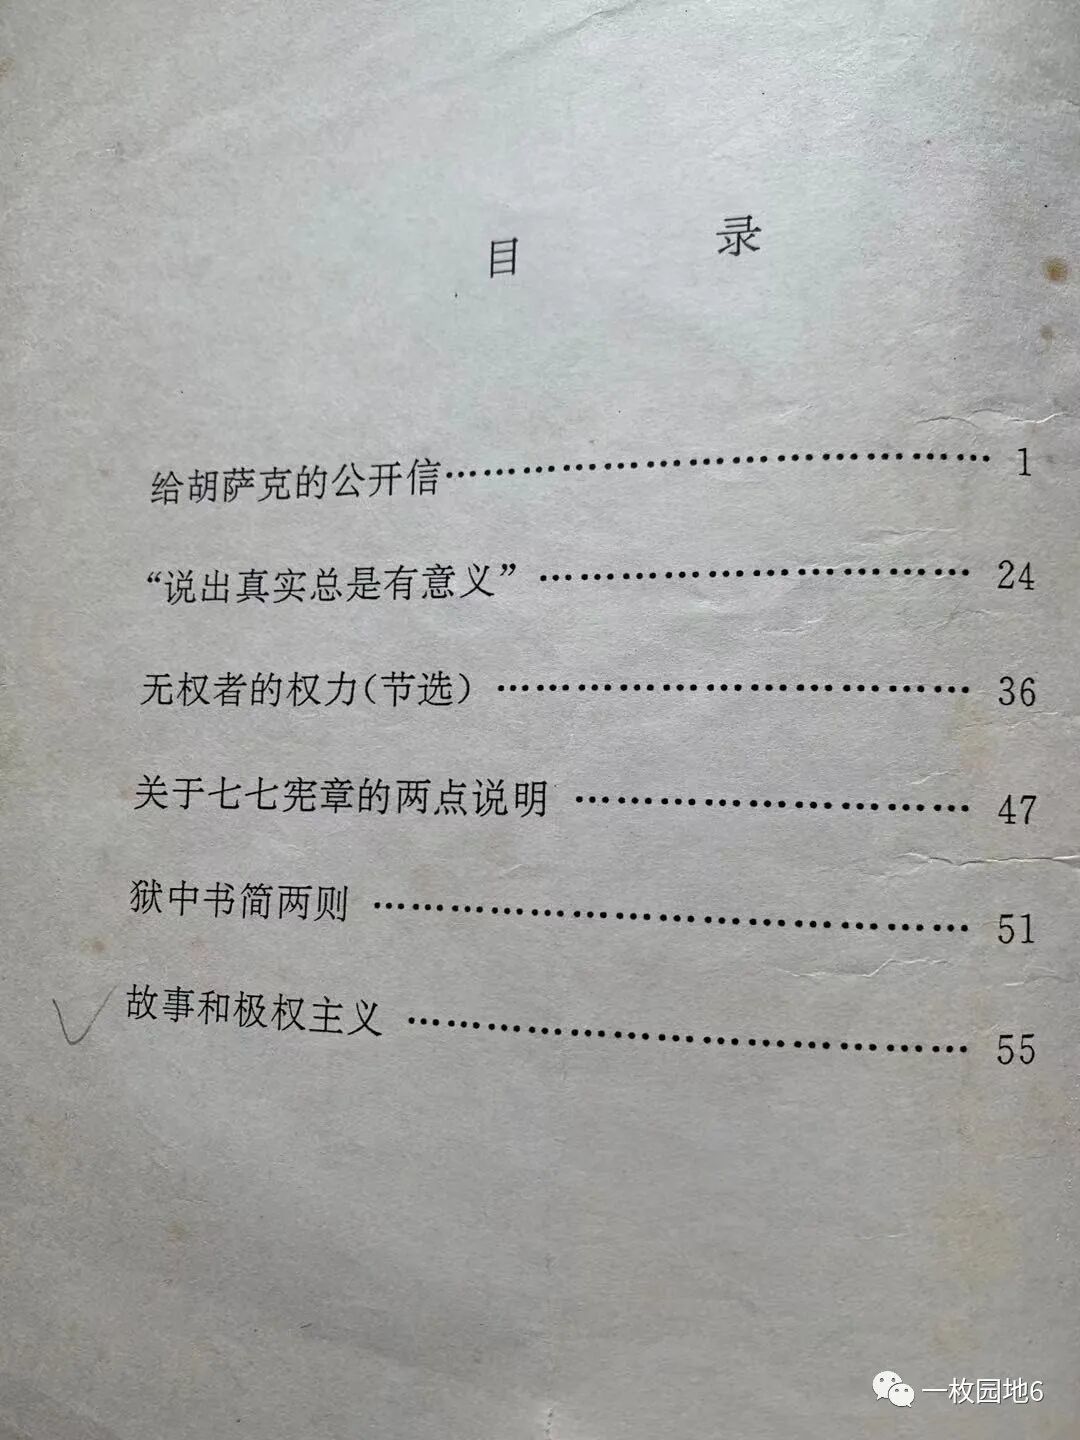 目 录
给胡萨克的公开信……………………………………1
“说出真实总是有意义”……………………………24
无权者的权力(节选)………………………………36
关于七七宪章的两点说明…………………………47
狱中书简两则………………………………………51
故事和极权主义……………………………………55
一枚园地6